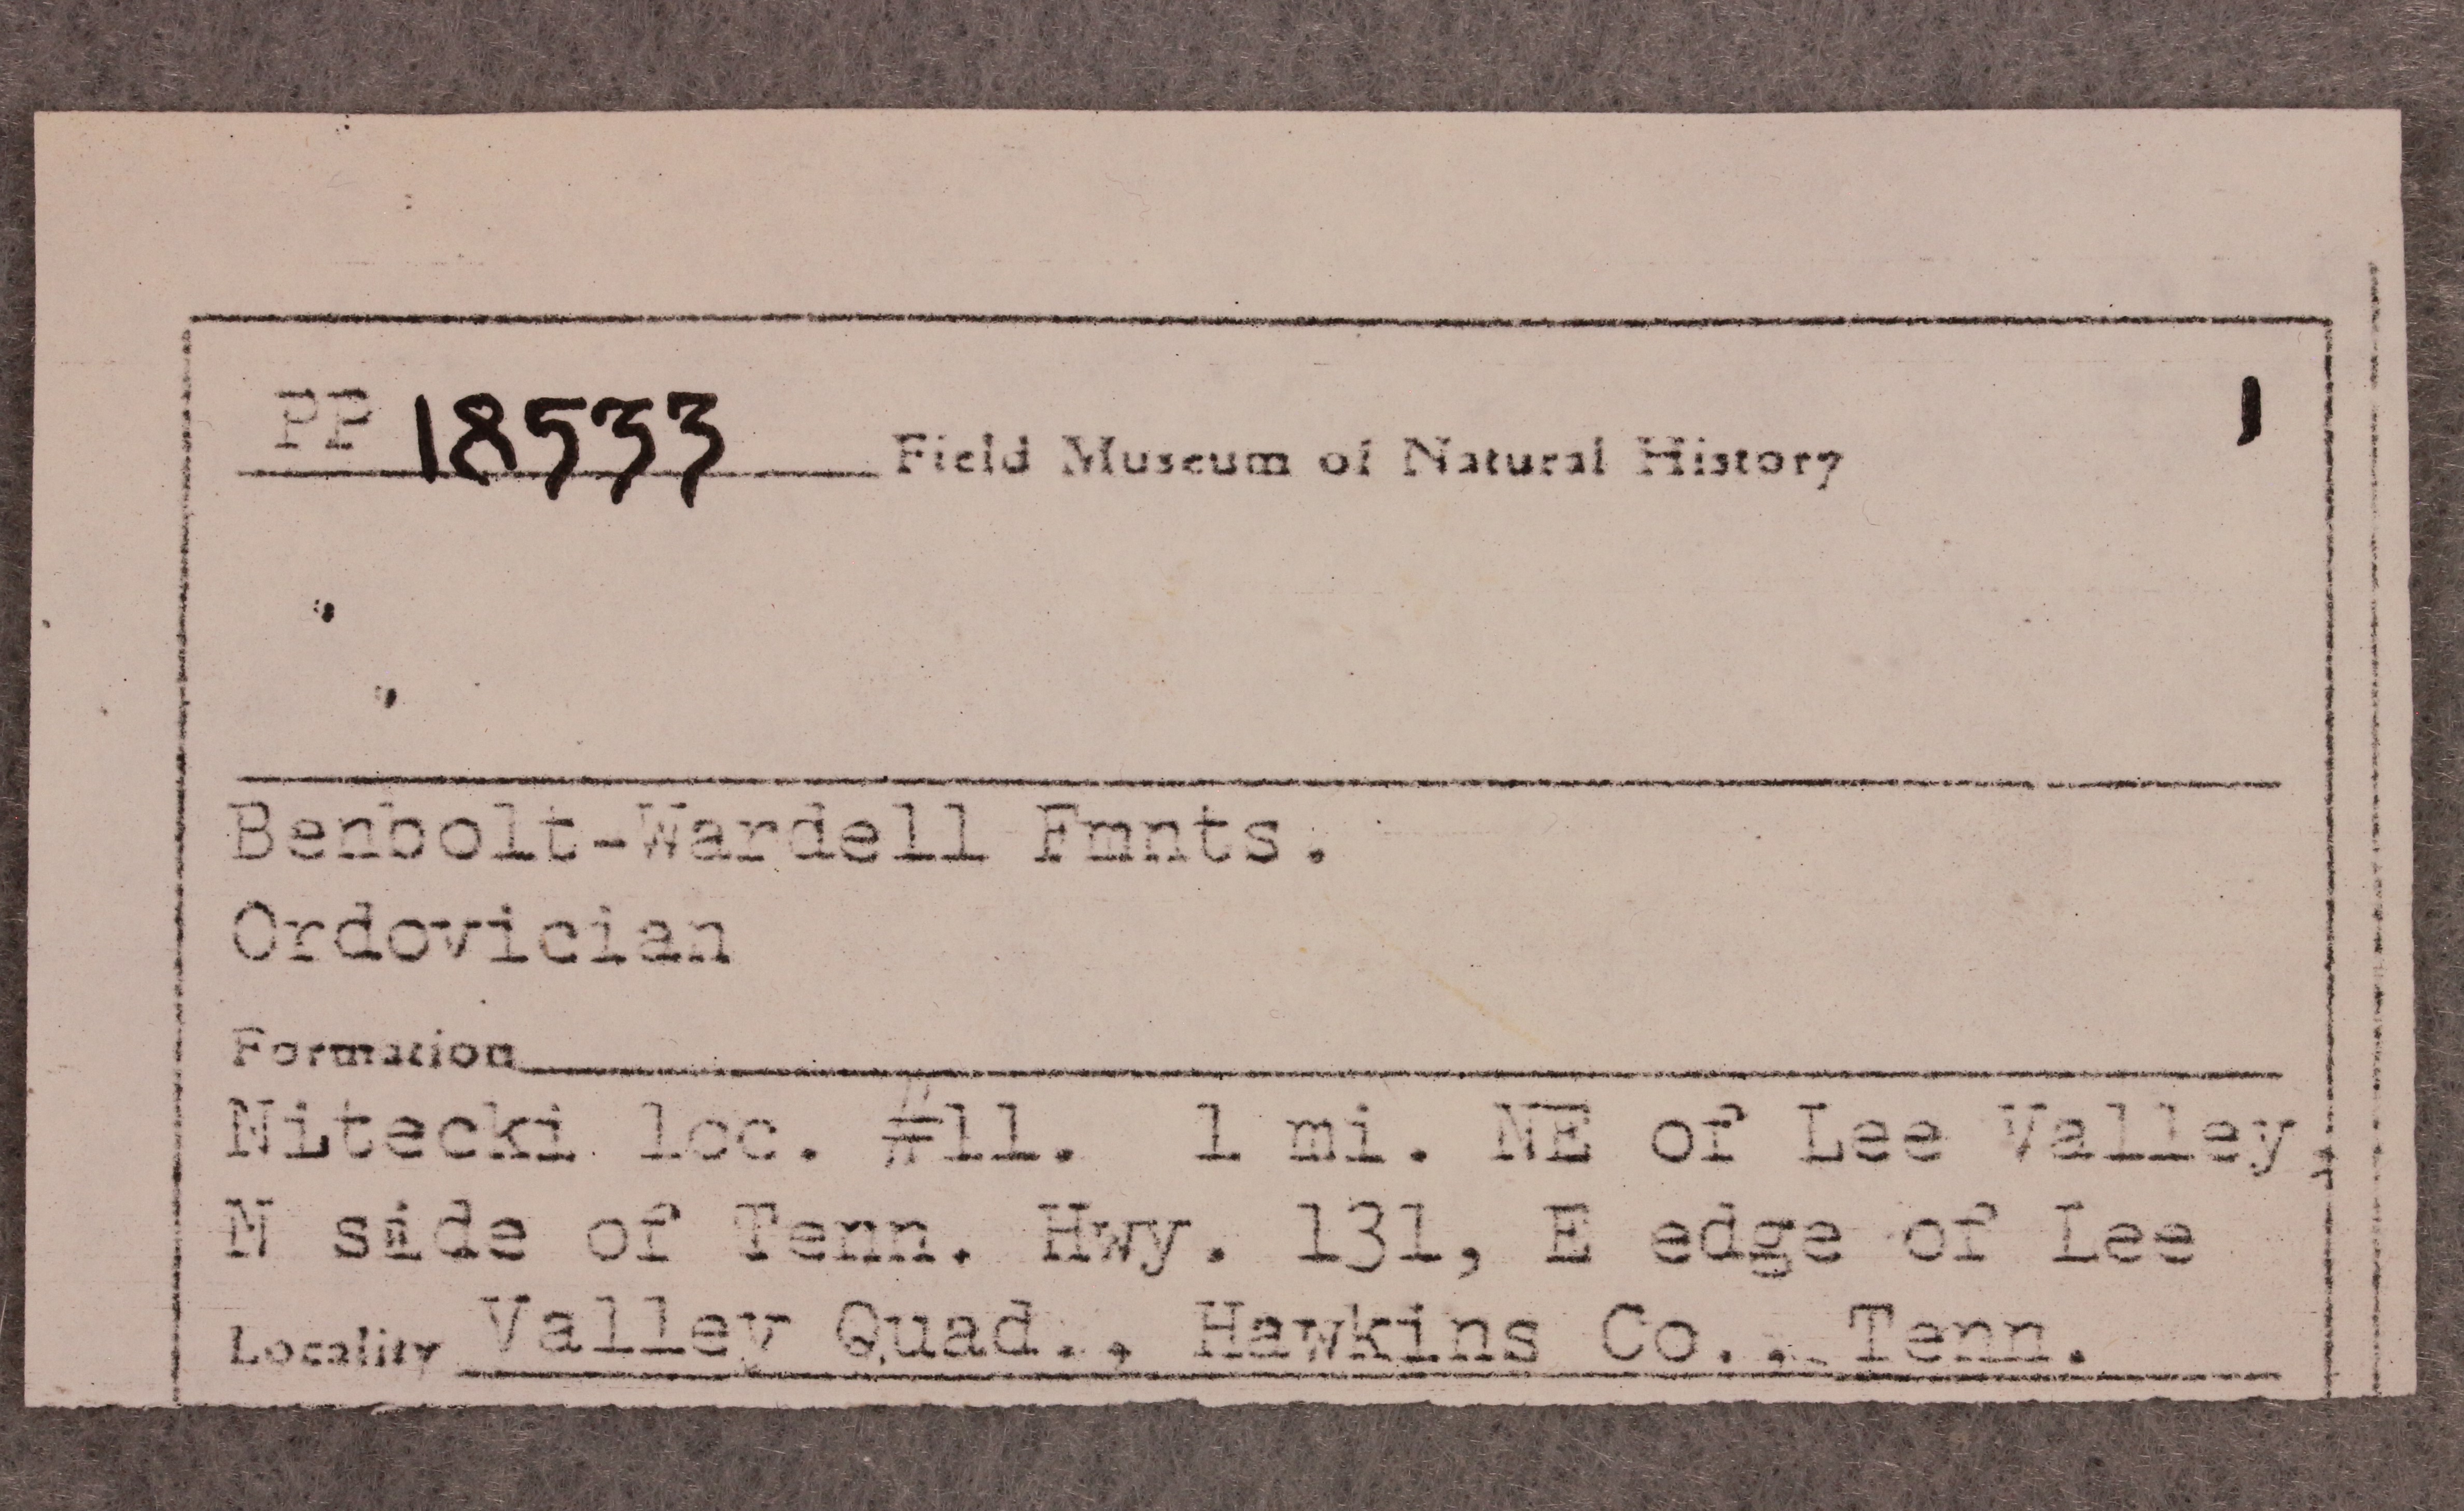 PP 18533 Field Museum of Natural History 1
Benbolt-Wardell Fmnts.
Ordovician
Formation
Nitecki loc. #11. 1 mi. NE of Lee Valley,
N side of Tenn. Hwy. 131, E edge of Lee
Locality Valley Quad., Hawkins Co., Tenn.